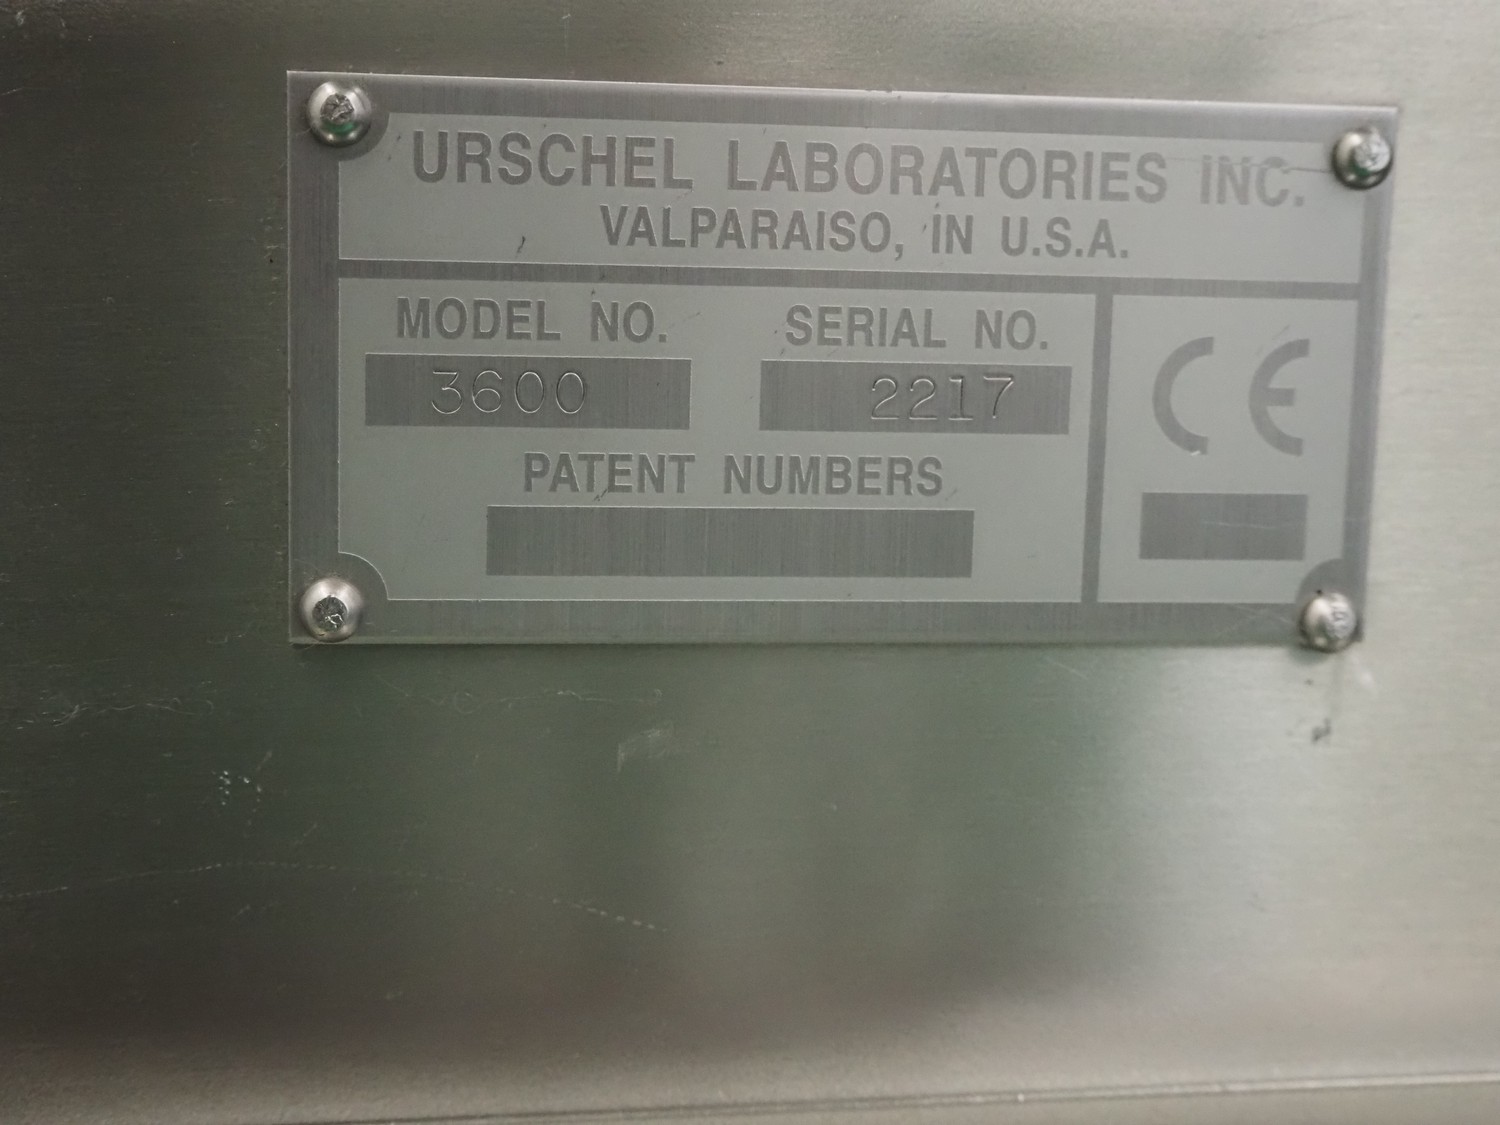 URSCHEL LABORATORIES INC.
VALPARAISO, IN U.S.A.
MODEL NO. SERIAL NO.
3600 2217
PATENT NUMBERS
CE